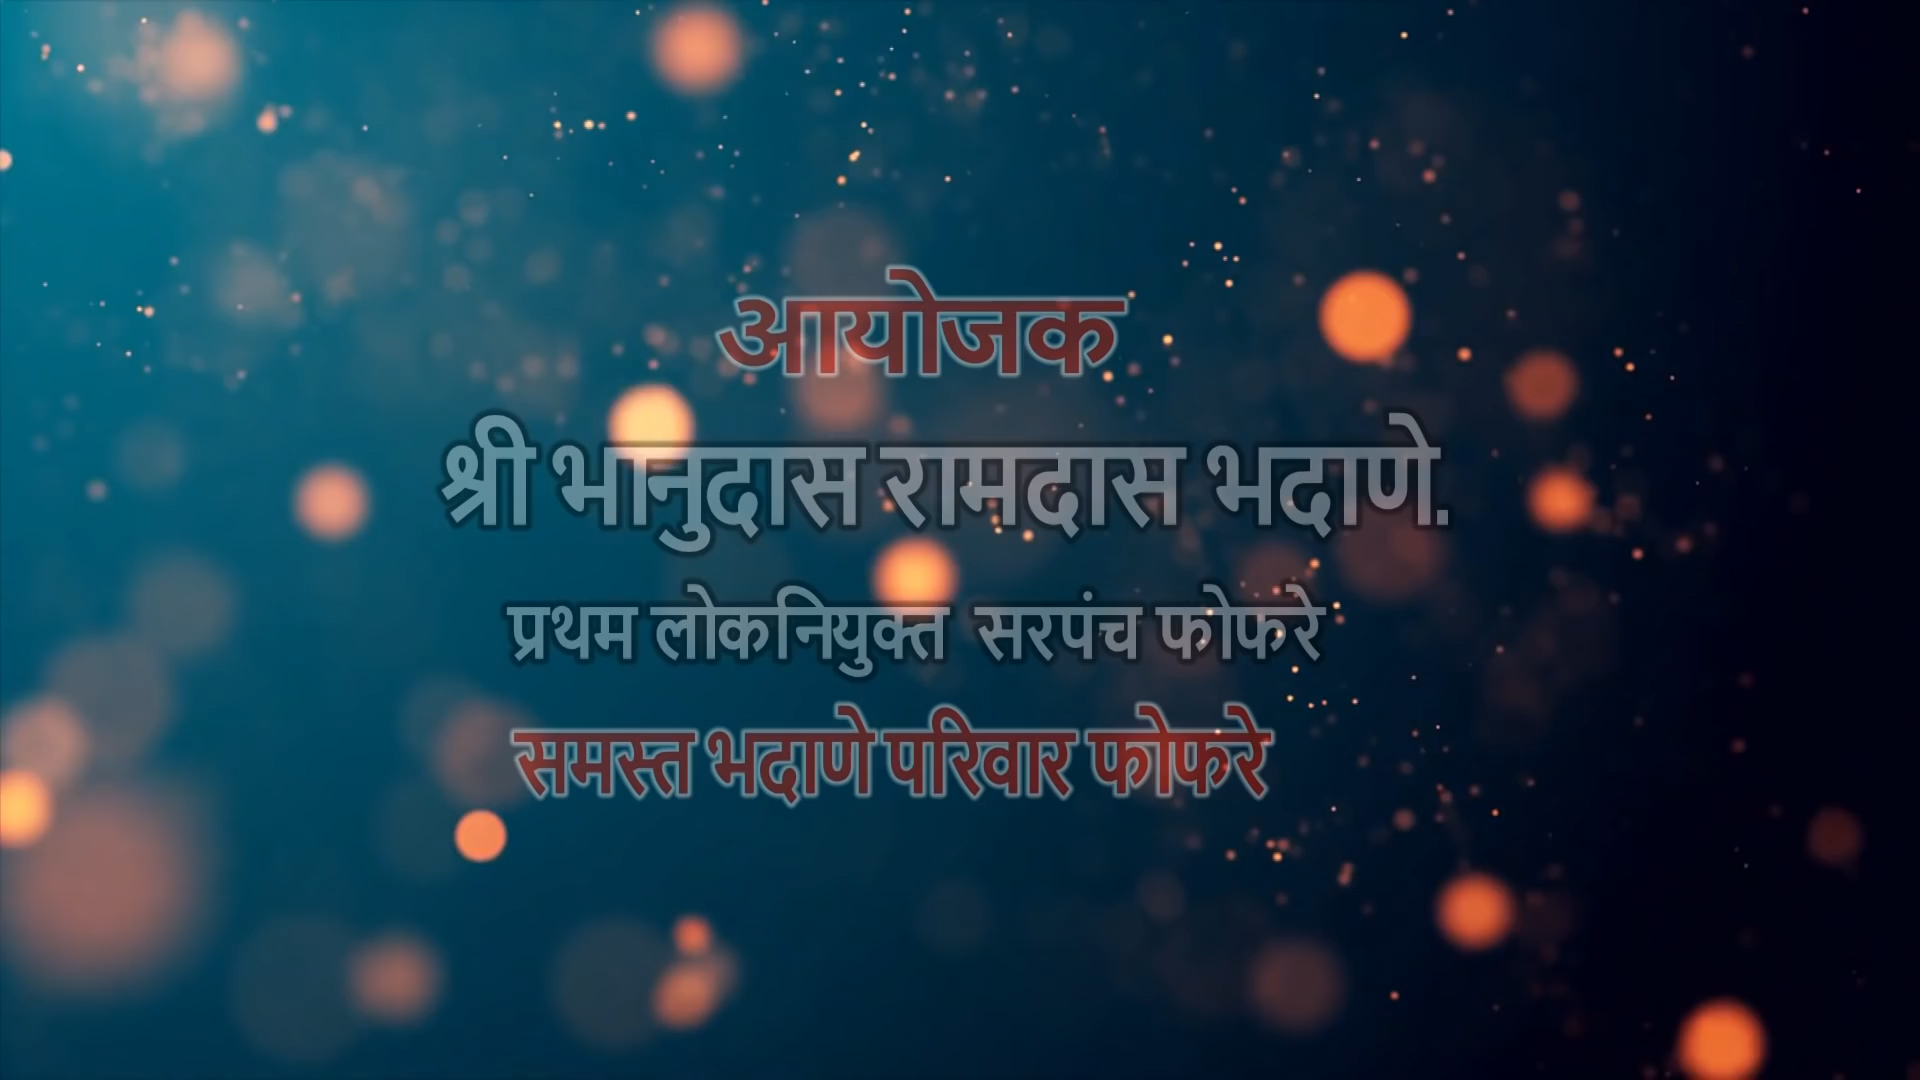 आयोजक
श्री भानुदास रामदास भदाणे.
प्रथम लोकनियुक्त सरपंच फोफरे
समस्त भदाणे परिवार फोफरे